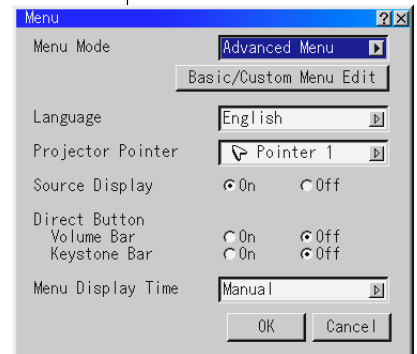 Menu
Menu Mode Advanced Menu
Basic/Custom Menu Edit
Language English
Projector Pointer Pointer 1
Source Display On Off
Direct Button
Volume Bar On Off
Keystone Bar On Off
Menu Display Time Manual
OK Cancel